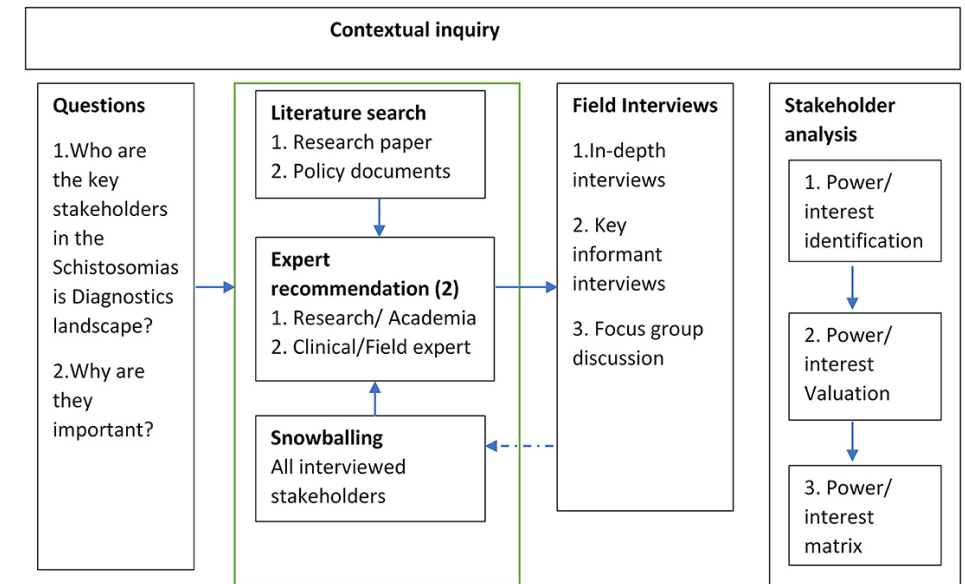 Contextual inquiry
Questions
1.Who are
the key
stakeholders
in the
Schistosomias
is Diagnostics
landscape?
2.Why are
they
important?
Literature search
1. Research paper
2. Policy documents
Expert
recommendation (2)
1. Research/ Academia
2. Clinical/Field expert
Snowballing
All interviewed
stakeholders
Field Interviews
1.In-depth
interviews
2. Key
informant
interviews
3. Focus group
discussion
Stakeholder
analysis
1. Power/
interest
identification
2. Power/
interest
Valuation
3. Power/
interest
matrix